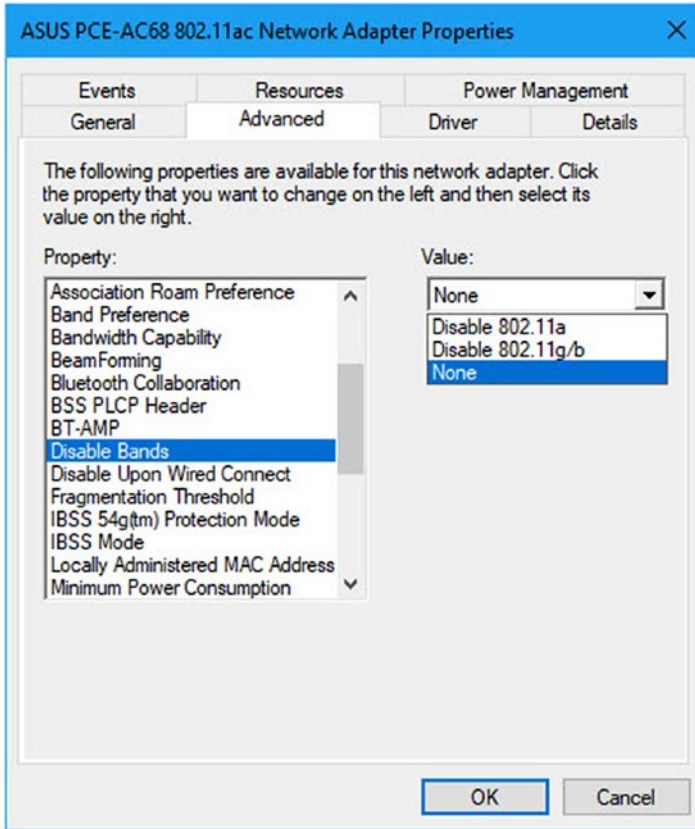 ASUS PCE-AC68 802.11ac Network Adapter Properties
Events Resources Power Management
General Advanced Driver Details
The following properties are available for this network adapter. Click
the property that you want to change on the left and then select its
value on the right.
Property:
Association Roam Preference
Band Preference
Bandwidth Capability
BeamForming
Bluetooth Collaboration
BSS PLCP Header
BT-AMP
Disable Bands
Disable Upon Wired Connect
Fragmentation Threshold
IBSS 54g(tm) Protection Mode
IBSS Mode
Locally Administered MAC Address
Minimum Power Consumption
Value:
None
Disable 802.11a
Disable 802.11g/b
None
OK Cancel